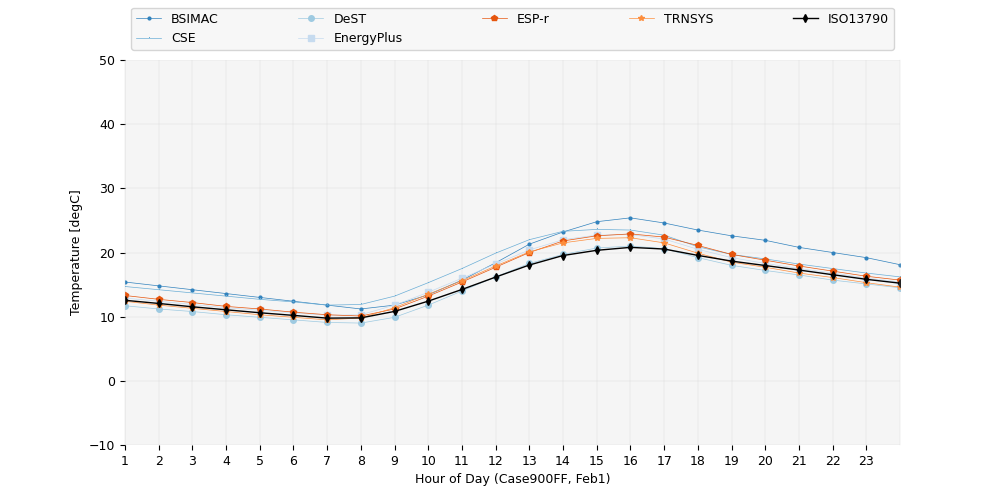 BSIMAC DeST ESP-r TRNSYS ISO13790
CSE EnergyPlus
50
40
30
20
10
0
−10
Temperature [degC]
1 2 3 4 5 6 7 8 9 10 11 12 13 14 15 16 17 18 19 20 21 22 23
Hour of Day (Case900FF, Feb1)